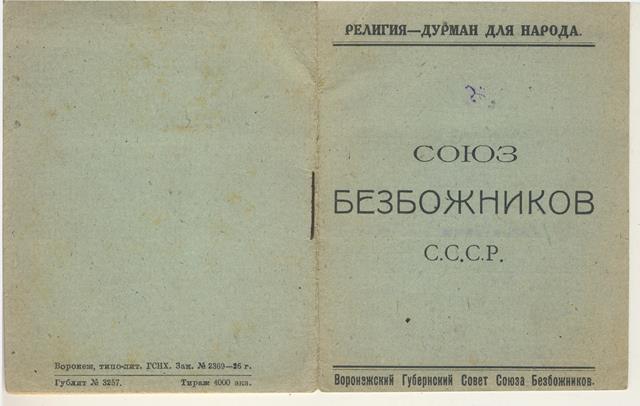 РЕЛИГИЯ—ДУРМАН ДЛЯ НАРОДА.
СОЮЗ
БЕЗБОЖНИКОВ
С.С.С.Р.
Воронежский Губернский Совет Союза Безбожников.
Воронеж, типо-лит. ГСНХ. Зак. № 2369—26 г.
Гублит № 3257. Тираж 4000 экз.